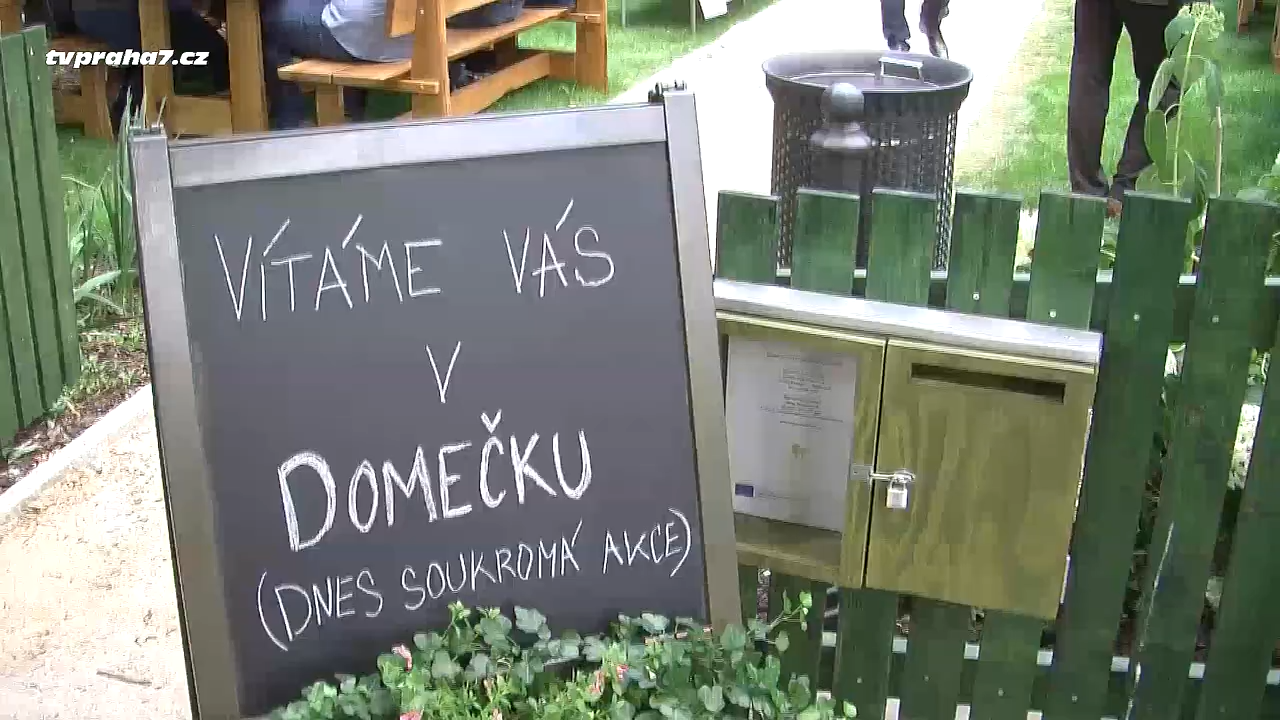 tvpraha7.cz
VÍTÁME VÁS
V
DOMEČKU
(DNES SOUKROMÁ AKCE)